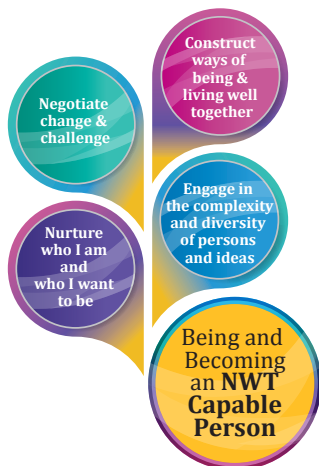 Construct
ways of
being &
living well
together
Negotiate
change &
challenge
Engage in
the complexity
and diversity
of persons
and ideas
Nurture
who I am
and
who I want
to be
Being and
Becoming
an NWT
Capable
Person